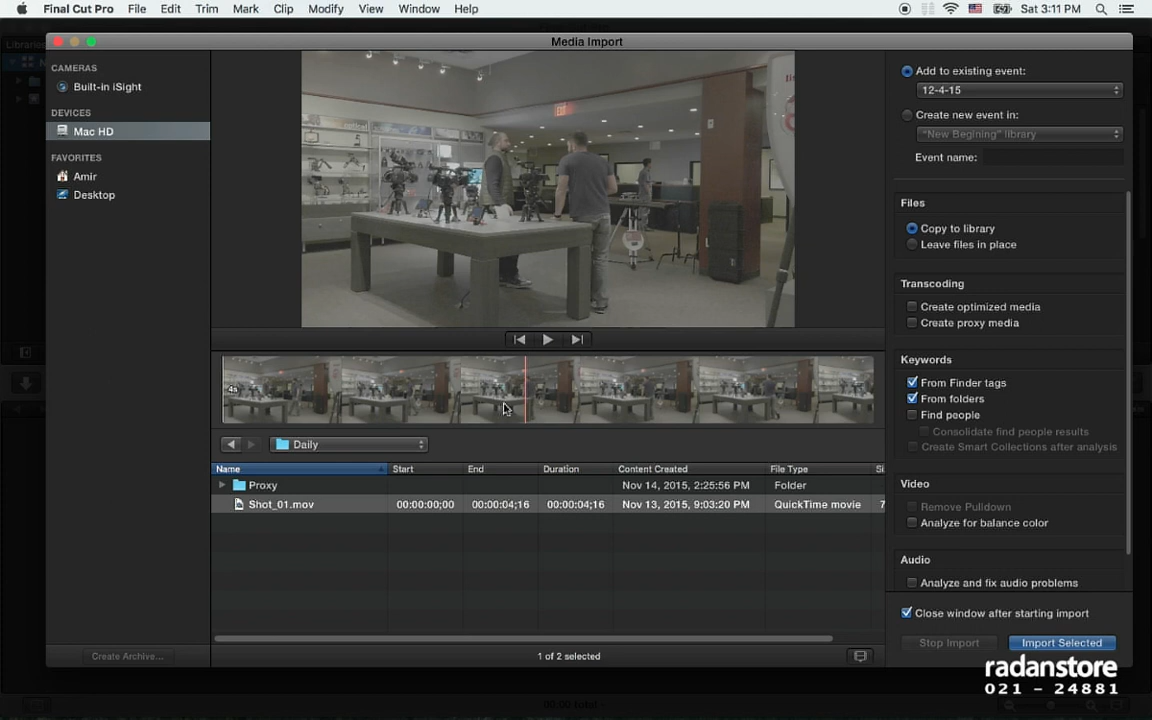 Final Cut Pro File Edit Trim Mark Clip Modify View Window Help Sat 3:11 PM
Media Import
CAMERAS
Built-in iSight
DEVICES
Mac HD
FAVORITES
Amir
Desktop
Create Archive...
EXIT
4s
Daily
Name Start End Duration Content Created File Type Si
Proxy Nov 14, 2015, 2:25:56 PM Folder
Shot_01.mov 00:00:00;00 00:00:04;16 00:00:04;16 Nov 13, 2015, 9:03:20 PM QuickTime movie 7
1 of 2 selected
Add to existing event:
12-4-15
Create new event in:
"New Begining" library
Event name:
Files
Copy to library
Leave files in place
Transcoding
Create optimized media
Create proxy media
Keywords
From Finder tags
From folders
Find people
Consolidate find people results
Create Smart Collections after analysis
Video
Remove Pulldown
Analyze for balance color
Audio
Analyze and fix audio problems
Close window after starting import
Stop Import Import Selected
radanstore
021 – 24881
00:00 total